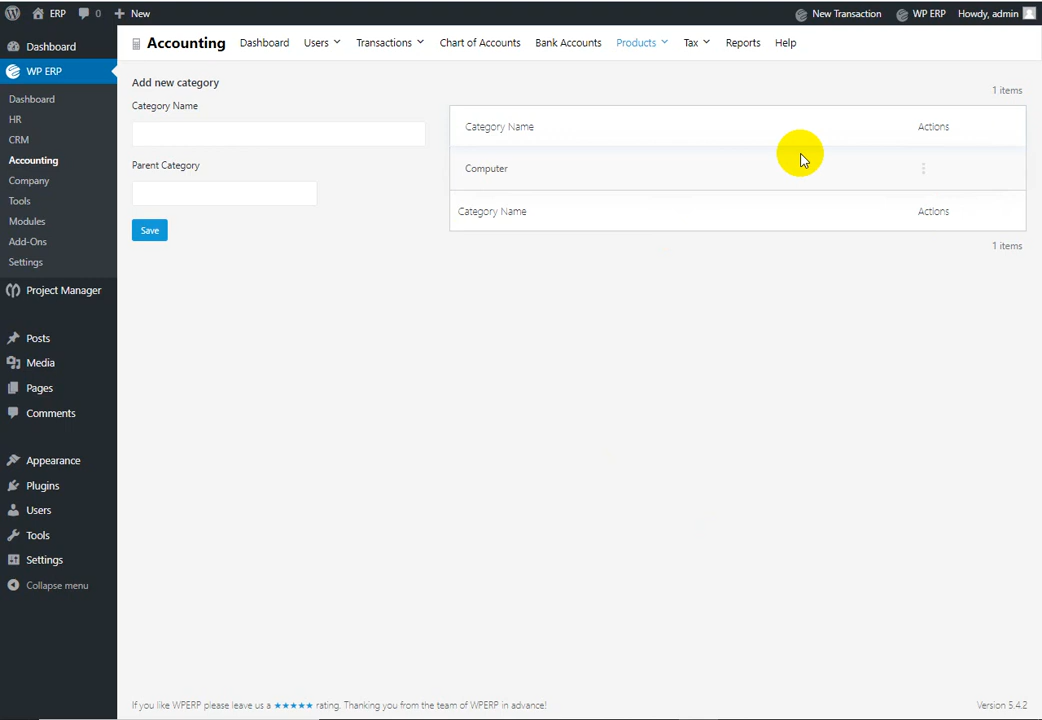 ERP 0 New New Transaction WP ERP Howdy, admin
Accounting Dashboard Users Transactions Chart of Accounts Bank Accounts Products Tax Reports Help
Dashboard
WP ERP
Dashboard
HR
CRM
Accounting
Company
Tools
Modules
Add-Ons
Settings
Project Manager
Posts
Media
Pages
Comments
Appearance
Plugins
Users
Tools
Settings
Collapse menu
Add new category
Category Name
Parent Category
Save
1 items
Category Name Actions
Computer
Category Name Actions
1 items
If you like WPERP please leave us a ★★★★★ rating. Thanking you from the team of WPERP in advance! Version 5.4.2